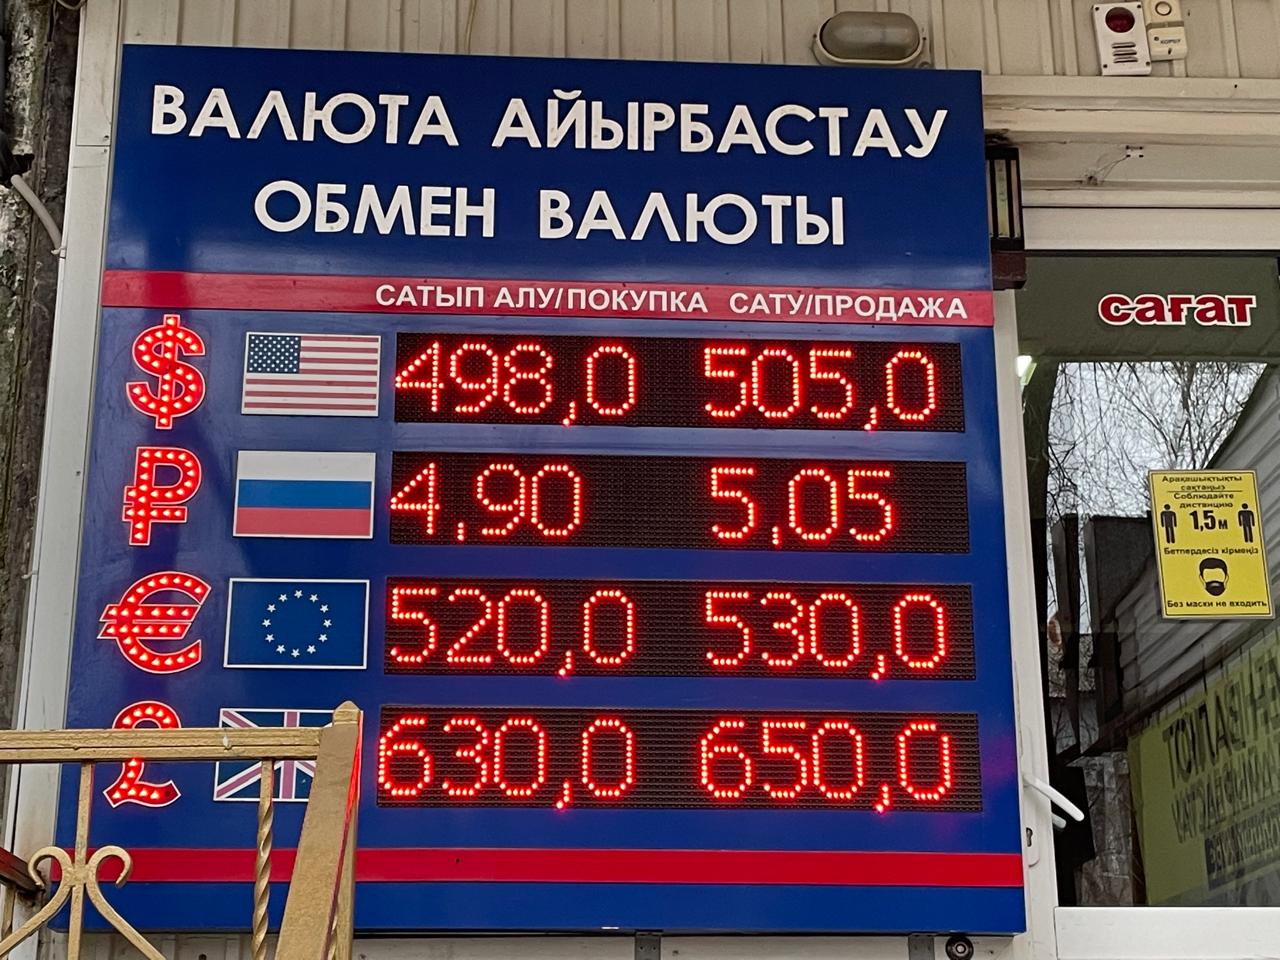 ВАЛЮТА АЙЫРБАСТАУ
ОБМЕН ВАЛЮТЫ
САТЫП АЛУ/ПОКУПКА САТУ/ПРОДАЖА
$ 498,0 505,0
₽ 4,90 5,05
€ 520,0 530,0
£ 630,0 650,0
сағат
Арақашықтықты
сақтаңыз
Соблюдайте
дистанцию
1,5 м
Бетпердесіз кірмеңіз
Без маски не входить